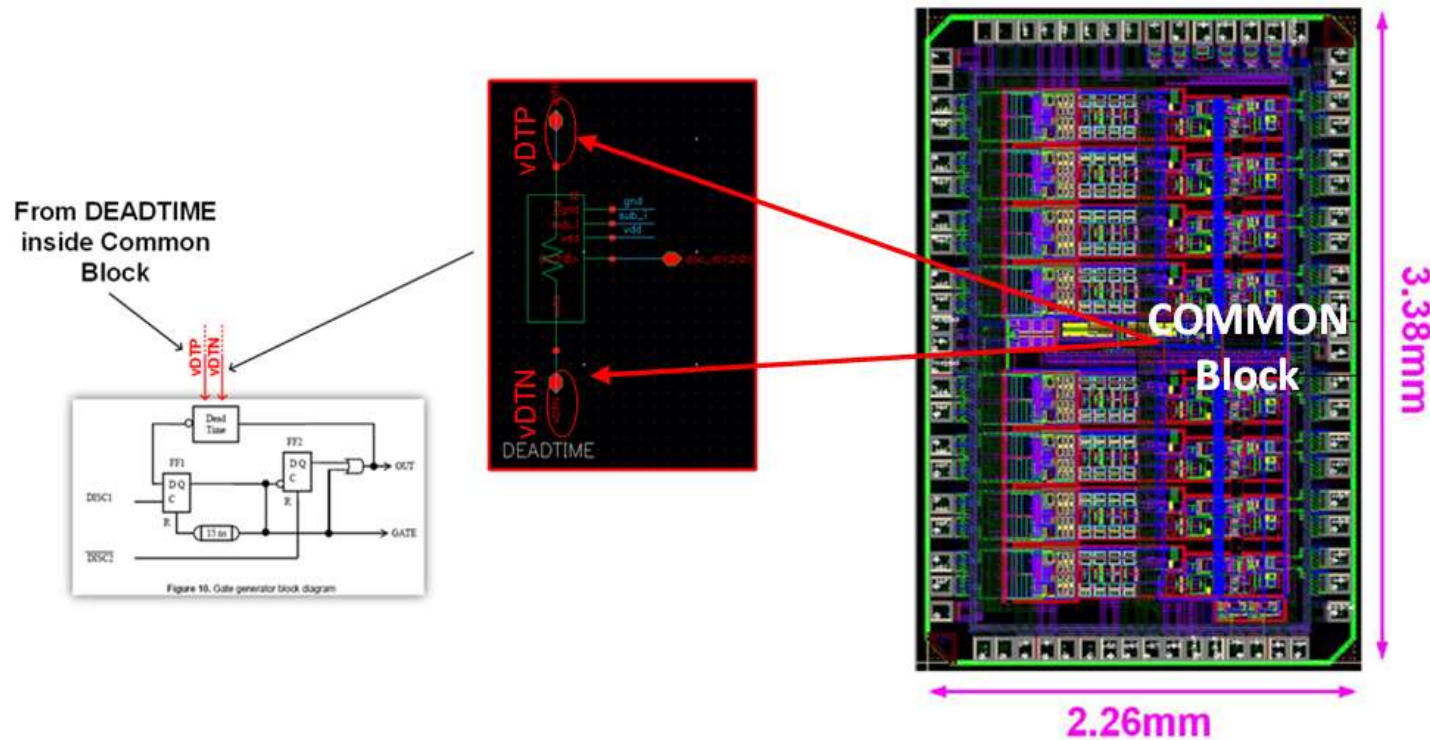 From DEADTIME
inside Common
Block
vDTP
vDTN
Dead
Time
FF1
FF2
D Q
C
R
D Q
C
R
DISC1
DISC2
15 ns
OUT
GATE
Figure 10. Gate generator block diagram
vDTP
gnd
sub_i
vdd
vDTN
DEADTIME
COMMON
Block
3.38mm
2.26mm